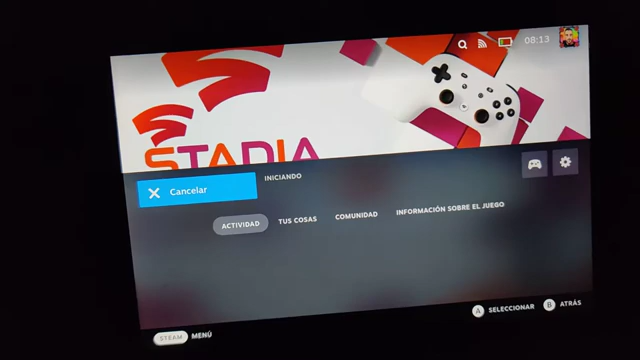 08:13
STADIA
Cancelar
INICIANDO
ACTIVIDAD
TUS COSAS
COMUNIDAD
INFORMACIÓN SOBRE EL JUEGO
STEAM MENÚ
A SELECCIONAR B ATRÁS